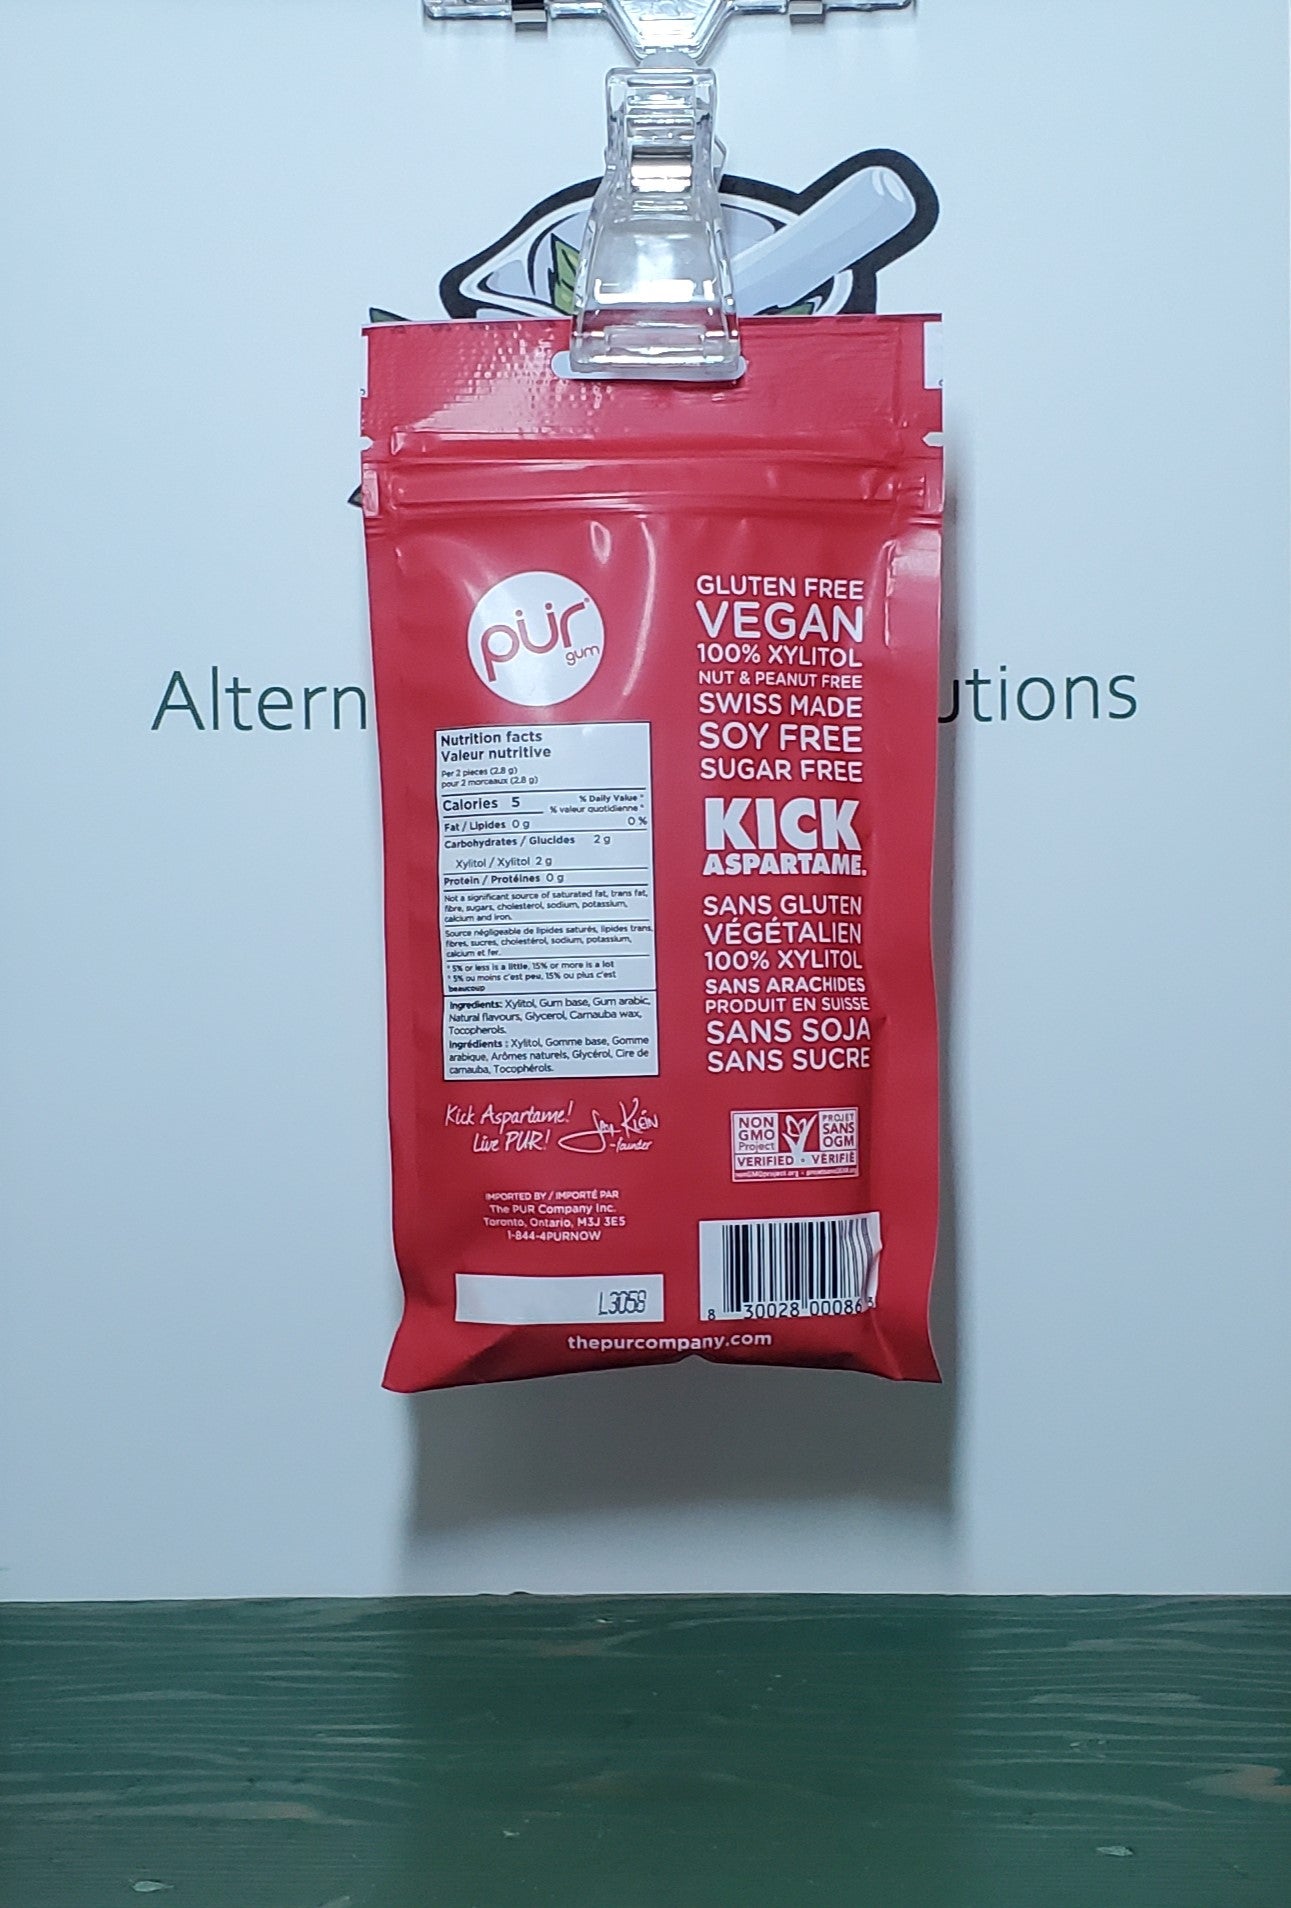 Altern
utions
pür
gum
Nutrition facts
Valeur nutritive
Per 2 pieces (2.8 g)
pour 2 morceaux (2.8 g)
Calories 5
% Daily Value *
% valeur quotidienne *
Fat / Lipides 0 g 0 %
Carbohydrates / Glucides 2 g
Xylitol / Xylitol 2 g
Protein / Protéines 0 g
Not a significant source of saturated fat, trans fat,
fibre, sugars, cholesterol, sodium, potassium,
calcium and iron.
Source négligeable de lipides saturés, lipides trans,
fibres, sucres, cholestérol, sodium, potassium,
calcium et fer.
* 5% or less is a little, 15% or more is a lot
* 5% ou moins c'est peu, 15% ou plus c'est
beaucoup
Ingredients: Xylitol, Gum base, Gum arabic,
Natural flavours, Glycerol, Carnauba wax,
Tocopherols.
Ingrédients : Xylitol, Gomme base, Gomme
arabique, Arômes naturels, Glycérol, Cire de
carnauba, Tocophérols.
Kick Aspartame!
Live PUR!
Jay Klein
-founder
IMPORTED BY / IMPORTÉ PAR
The PUR Company Inc.
Toronto, Ontario, M3J 3E5
1-844-4PURNOW
L3058
GLUTEN FREE
VEGAN
100% XYLITOL
NUT & PEANUT FREE
SWISS MADE
SOY FREE
SUGAR FREE
KICK
ASPARTAME.
SANS GLUTEN
VÉGÉTALIEN
100% XYLITOL
SANS ARACHIDES
PRODUIT EN SUISSE
SANS SOJA
SANS SUCRE
NON
GMO
Project
PROJET
SANS
OGM
VERIFIED • VÉRIFIÉ
8 30028 00086 3
thepurcompany.com